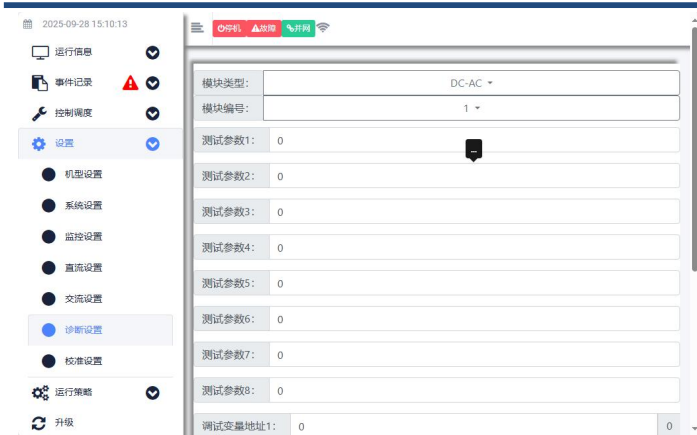 2025-09-28 15:10:13
停机 故障 并网
运行信息
事件记录
控制调度
设置
机型设置
系统设置
监控设置
直流设置
交流设置
诊断设置
校准设置
运行策略
升级
模块类型： DC-AC
模块编号： 1
测试参数1： 0
...
测试参数2： 0
测试参数3： 0
测试参数4： 0
测试参数5： 0
测试参数6： 0
测试参数7： 0
测试参数8： 0
调试变量地址1： 0 0